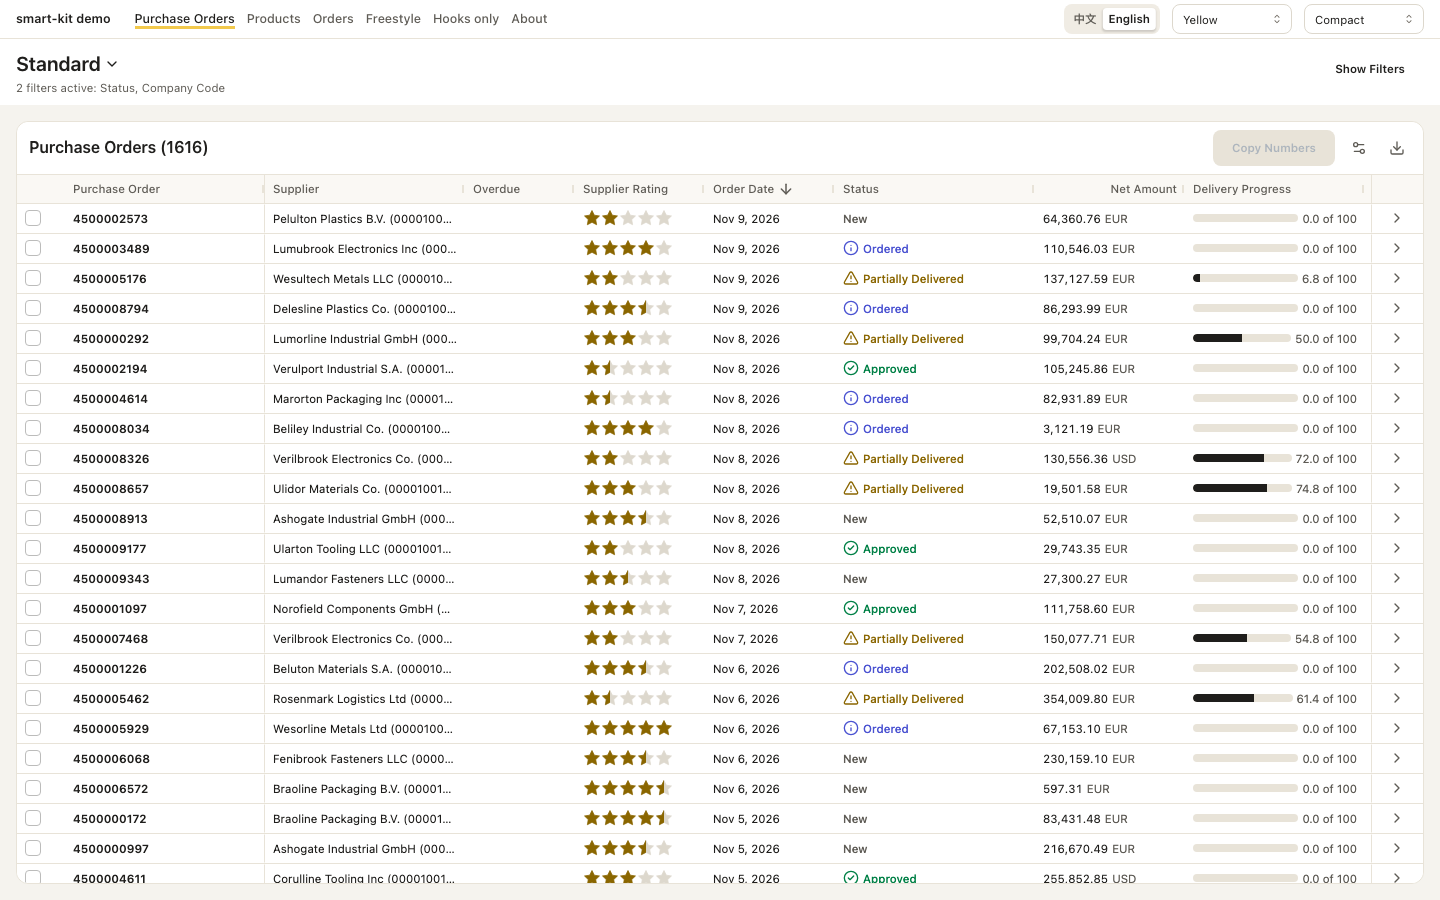 smart-kit demo Purchase Orders Products Orders Freestyle Hooks only About 中文 English Yellow Compact
Standard
Show Filters
2 filters active: Status, Company Code
Purchase Orders (1616) Copy Numbers
Purchase Order Supplier Overdue Supplier Rating Order Date Status Net Amount Delivery Progress
4500002573 Pelulton Plastics B.V. (0000100... Nov 9, 2026 New 64,360.76 EUR 0.0 of 100
4500003489 Lumubrook Electronics Inc (000... Nov 9, 2026 Ordered 110,546.03 EUR 0.0 of 100
4500005176 Wesultech Metals LLC (000010... Nov 9, 2026 Partially Delivered 137,127.59 EUR 6.8 of 100
4500008794 Delesline Plastics Co. (0000100... Nov 9, 2026 Ordered 86,293.99 EUR 0.0 of 100
4500000292 Lumorline Industrial GmbH (000... Nov 8, 2026 Partially Delivered 99,704.24 EUR 50.0 of 100
4500002194 Verulport Industrial S.A. (00001... Nov 8, 2026 Approved 105,245.86 EUR 0.0 of 100
4500004614 Marorton Packaging Inc (00001... Nov 8, 2026 Ordered 82,931.89 EUR 0.0 of 100
4500008034 Beliley Industrial Co. (0000100... Nov 8, 2026 Ordered 3,121.19 EUR 0.0 of 100
4500008326 Verilbrook Electronics Co. (000... Nov 8, 2026 Partially Delivered 130,556.36 USD 72.0 of 100
4500008657 Ulidor Materials Co. (00001001... Nov 8, 2026 Partially Delivered 19,501.58 EUR 74.8 of 100
4500008913 Ashogate Industrial GmbH (000... Nov 8, 2026 New 52,510.07 EUR 0.0 of 100
4500009177 Ularton Tooling LLC (00001001... Nov 8, 2026 Approved 29,743.35 EUR 0.0 of 100
4500009343 Lumandor Fasteners LLC (0000... Nov 8, 2026 New 27,300.27 EUR 0.0 of 100
4500001097 Norofield Components GmbH (... Nov 7, 2026 Approved 111,758.60 EUR 0.0 of 100
4500007468 Verilbrook Electronics Co. (000... Nov 7, 2026 Partially Delivered 150,077.71 EUR 54.8 of 100
4500001226 Beluton Materials S.A. (000010... Nov 6, 2026 Ordered 202,508.02 EUR 0.0 of 100
4500005462 Rosenmark Logistics Ltd (0000... Nov 6, 2026 Partially Delivered 354,009.80 EUR 61.4 of 100
4500005929 Wesorline Metals Ltd (0000100... Nov 6, 2026 Ordered 67,153.10 EUR 0.0 of 100
4500006068 Fenibrook Fasteners LLC (0000... Nov 6, 2026 New 230,159.10 EUR 0.0 of 100
4500006572 Braoline Packaging B.V. (00001... Nov 6, 2026 New 597.31 EUR 0.0 of 100
4500000172 Braoline Packaging B.V. (00001... Nov 5, 2026 New 83,431.48 EUR 0.0 of 100
4500000997 Ashogate Industrial GmbH (000... Nov 5, 2026 New 216,670.49 EUR 0.0 of 100
4500004611 Corulline Tooling Inc (00001001... Nov 5, 2026 Approved 255,852.85 USD 0.0 of 100